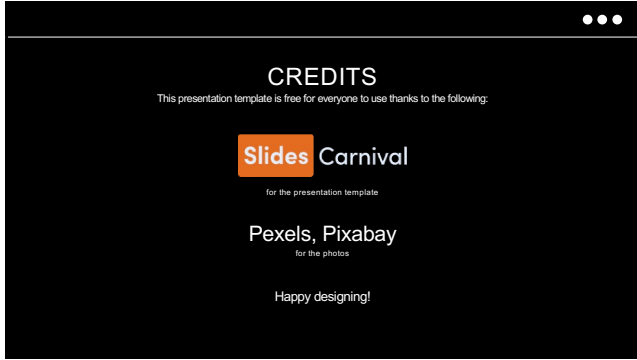 CREDITS
This presentation template is free for everyone to use thanks to the following:
Slides Carnival
for the presentation template
Pexels, Pixabay
for the photos
Happy designing!